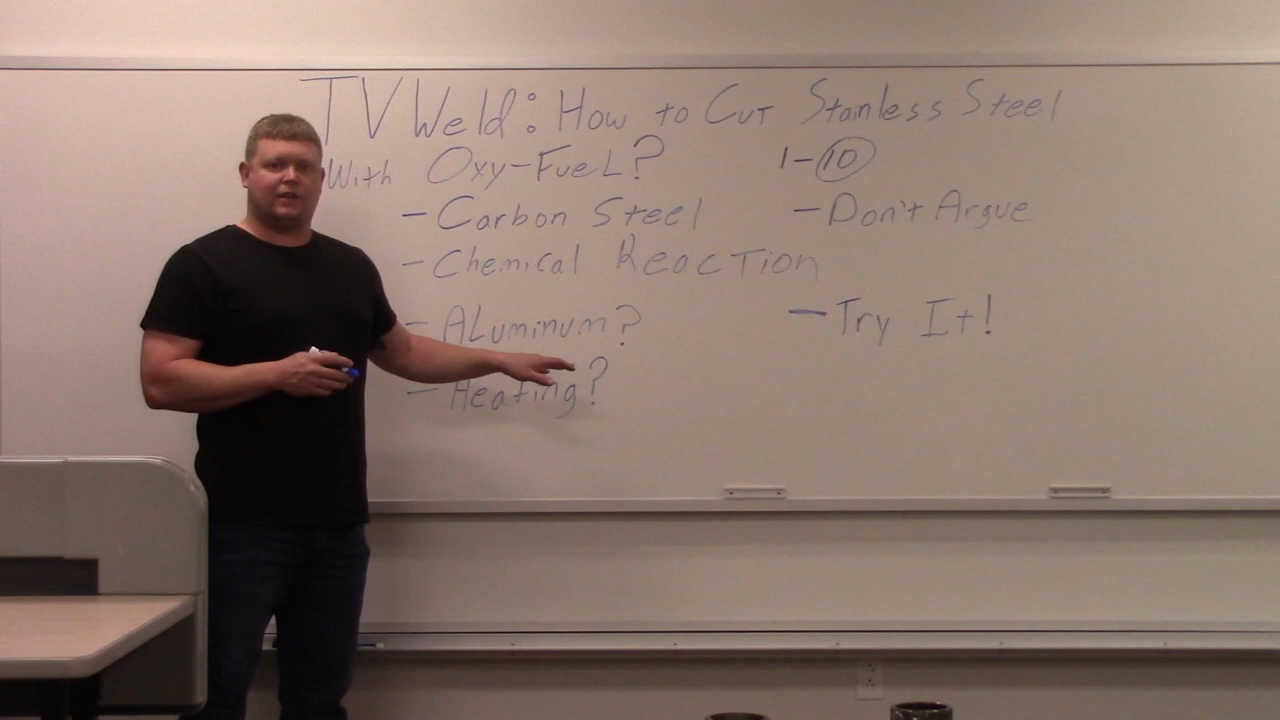 TV Weld: How to Cut Stainless Steel
With Oxy-Fuel?
1-10
- Carbon Steel
- Don't Argue
- Chemical Reaction
- Aluminum?
- Try It!
- Heating?